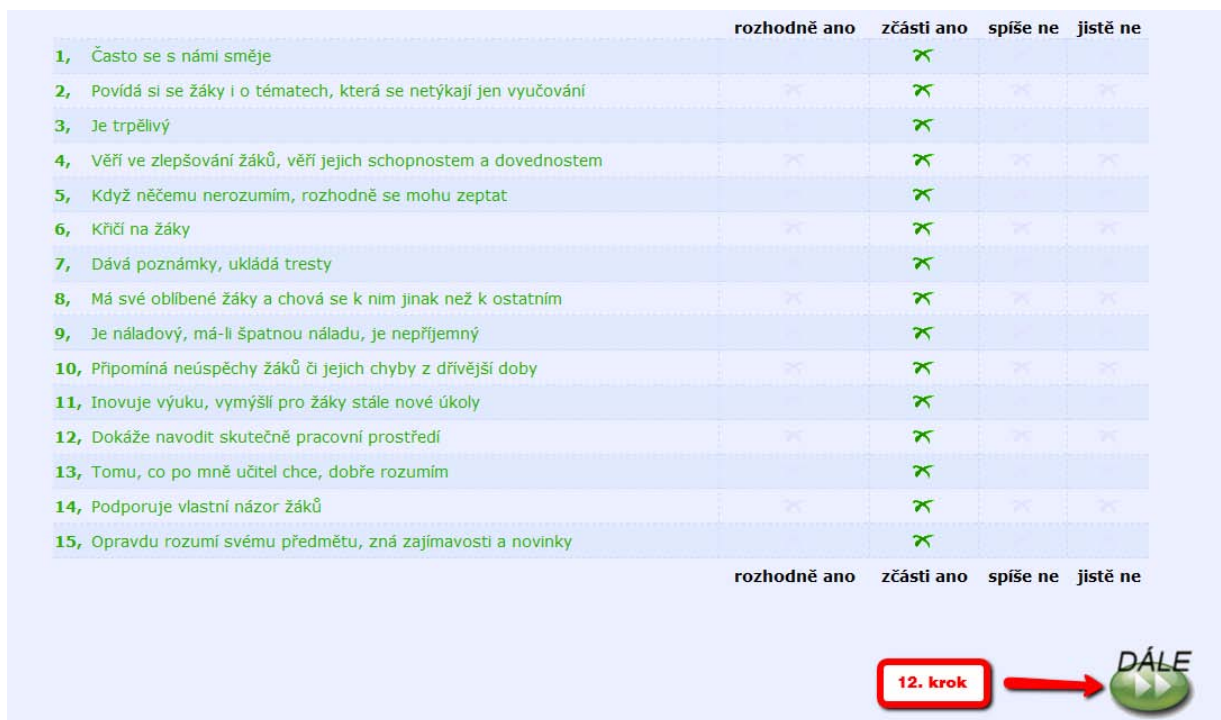 rozhodně ano zčásti ano spíše ne jistě ne
1, Často se s námi směje
2, Povídá si se žáky i o tématech, která se netýkají jen vyučování
3, Je trpělivý
4, Věří ve zlepšování žáků, věří jejich schopnostem a dovednostem
5, Když něčemu nerozumím, rozhodně se mohu zeptat
6, Křičí na žáky
7, Dává poznámky, ukládá tresty
8, Má své oblíbené žáky a chová se k nim jinak než k ostatním
9, Je náladový, má-li špatnou náladu, je nepříjemný
10, Připomíná neúspěchy žáků či jejich chyby z dřívější doby
11, Inovuje výuku, vymýšlí pro žáky stále nové úkoly
12, Dokáže navodit skutečně pracovní prostředí
13, Tomu, co po mně učitel chce, dobře rozumím
14, Podporuje vlastní názor žáků
15, Opravdu rozumí svému předmětu, zná zajímavosti a novinky
rozhodně ano zčásti ano spíše ne jistě ne
DÁLE
12. krok